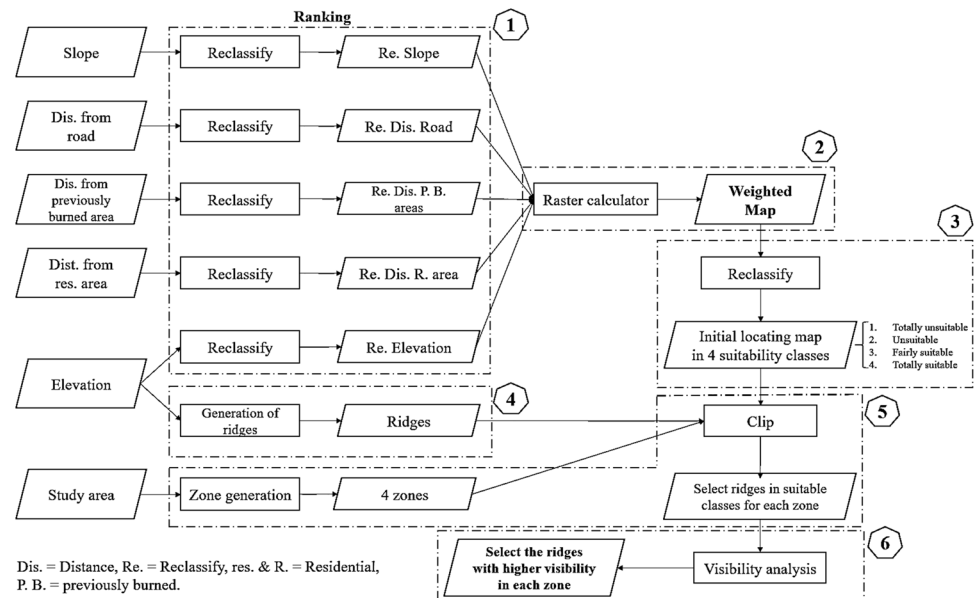 Ranking
1
Slope
Reclassify
Re. Slope
Dis. from
road
Reclassify
Re. Dis. Road
2
Dis. from
previously
burned area
Reclassify
Re. Dis P. B.
areas
Raster calculator
Weighted
Map
3
Dist. from
res. area
Reclassify
Re. Dis. R. area
Reclassify
Initial locating map
in 4 suitability classes
1. Totally unsuitable
2. Unsuitable
3. Fairly suitable
4. Totally suitable
Reclassify
Re. Elevation
Elevation
4
Generation of
ridges
Ridges
5
Clip
Study area
Zone generation
4 zones
Select ridges in suitable
classes for each zone
6
Select the ridges
with higher visibility
in each zone
Visibility analysis
Dis. = Distance, Re. = Reclassify, res. & R. = Residential,
P. B. = previously burned.